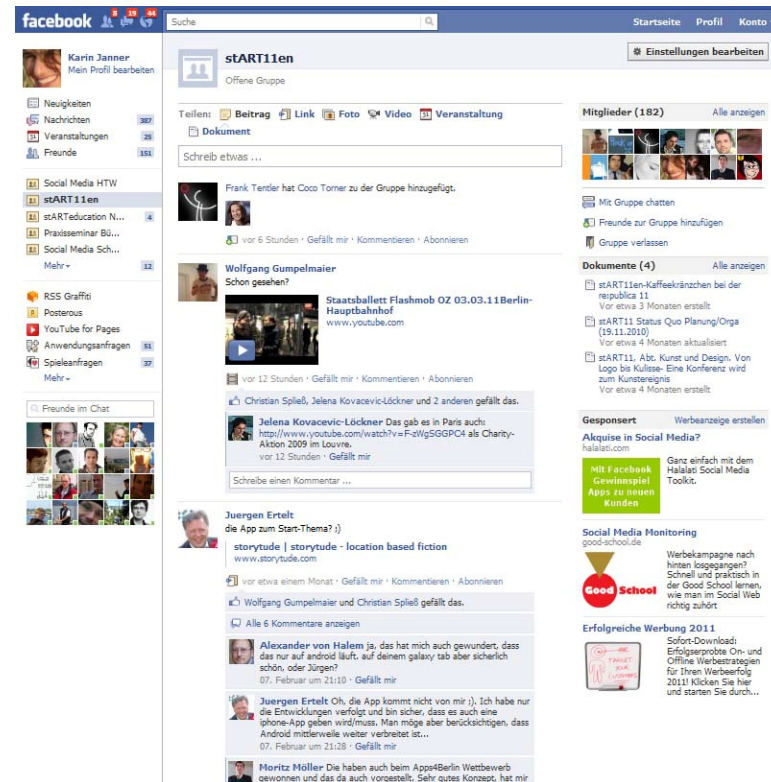 facebook 8 19 44 Suche Startseite Profil Konto
Karin Janner
Mein Profil bearbeiten
Neuigkeiten
Nachrichten 387
Veranstaltungen 25
Freunde 151
Social Media HTW
stART11en
stARTeducation N... 4
Praxisseminar Bü...
Social Media Sch...
Mehr 12
RSS Graffiti
Posterous
YouTube for Pages
Anwendungsanfragen 51
Spieleanfragen 37
Mehr
Freunde im Chat
stART11en
Offene Gruppe
Einstellungen bearbeiten
Teilen: Beitrag Link Foto Video 31 Veranstaltung
Dokument
Schreib etwas ...
Frank Tentler hat Coco Torner zu der Gruppe hinzugefügt.
vor 6 Stunden · Gefällt mir · Kommentieren · Abonnieren
Wolfgang Gumpelmaier
Schon gesehen?
Staatsballett Flashmob OZ 03.03.11Berlin-
Hauptbahnhof
www.youtube.com
vor 12 Stunden · Gefällt mir · Kommentieren · Abonnieren
Christian Spließ, Jelena Kovacevic-Löckner und 2 anderen gefällt das.
Jelena Kovacevic-Löckner Das gab es in Paris auch:
http://www.youtube.com/watch?v=F-zWgSGGPC4 als Charity-
Aktion 2009 im Louvre.
vor 12 Stunden · Gefällt mir
Schreibe einen Kommentar ...
Juergen Ertelt
die App zum Start-Thema? :)
storytude | storytude - location based fiction
www.storytude.com
vor etwa einem Monat · Gefällt mir · Kommentieren · Abonnieren
Wolfgang Gumpelmaier und Christian Spließ gefällt das.
Alle 6 Kommentare anzeigen
Alexander von Halem ja, das hat mich auch gewundert, dass
das nur auf android läuft. auf deinem galaxy tab aber sicherlich
schön, oder Jürgen?
07. Februar um 21:10 · Gefällt mir
Juergen Ertelt Oh, die App kommt nicht von mir :). Ich habe nur
die Entwicklungen verfolgt und bin sicher, dass es auch eine
iphone-App geben wird/muss. Man möge aber berücksichtigen, dass
Android mittlerweile weiter verbreitet ist...
07. Februar um 21:28 · Gefällt mir
Moritz Möller Die haben auch beim Apps4Berlin Wettbewerb
gewonnen und das da auch vorgestellt. Sehr gutes Konzept, hat mir
Mitglieder (182) Alle anzeigen
Mit Gruppe chatten
Freunde zur Gruppe hinzufügen
Gruppe verlassen
Dokumente (4) Alle anzeigen
stART11en-Kaffeekränzchen bei der
re:publica 11
Vor etwa 3 Monaten erstellt
stART11 Status Quo Planung/Orga
(19.11.2010)
Vor etwa 4 Monaten aktualisiert
stART11, Abt. Kunst und Design. Von
Logo bis Kulisse- Eine Konferenz wird
zum Kunstereignis
Vor etwa 4 Monaten erstellt
Gesponsert Werbeanzeige erstellen
Akquise in Social Media?
halalati.com
Mit Facebook
Gewinnspiel
Apps zu neuen
Kunden
Ganz einfach mit dem
Halalati Social Media
Toolkit.
Social Media Monitoring
good-school.de
Good School
Werbekampagne nach
hinten losgegangen?
Schnell und praktisch in
der Good School lernen,
wie man im Social Web
richtig zuhört
Erfolgreiche Werbung 2011
TARGET
Sofort-Download:
Erfolgserprobte On- und
Offline Werbestrategien
für Ihren Werbeerfolg
2011! Klicken Sie hier
und starten Sie durch...